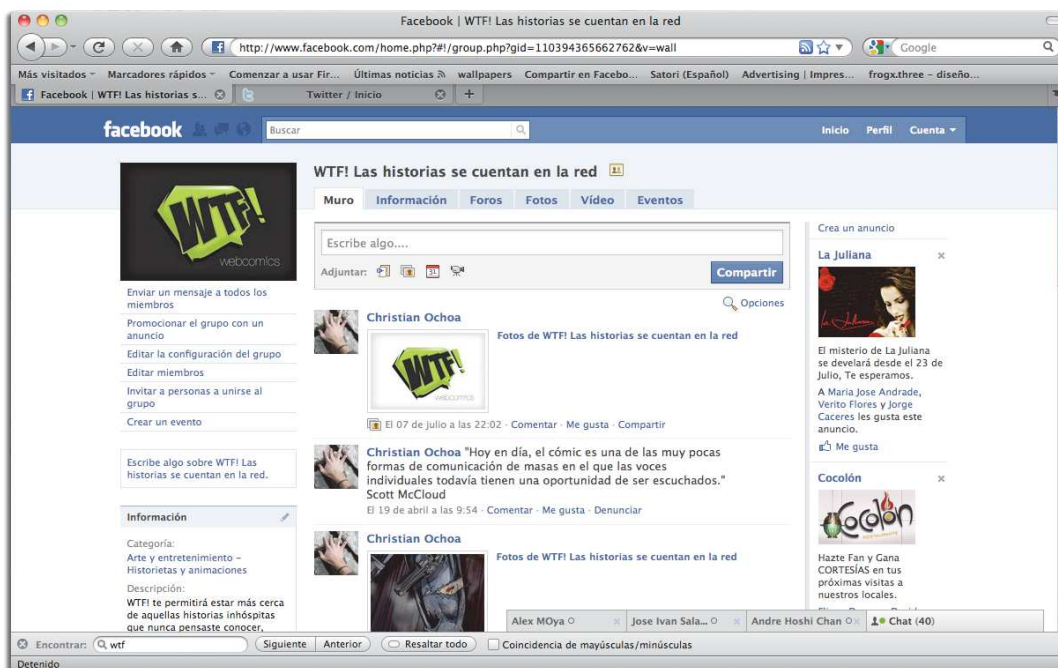 Facebook | WTF! Las historias se cuentan en la red
http://www.facebook.com/home.php?#!/group.php?gid=110394365662762&v=wall
Google
Más visitados Marcadores rápidos Comenzar a usar Fir... Últimas noticias wallpapers Compartir en Facebo... Satori (Español) Advertising | Impres... frogx.three – diseño...
Facebook | WTF! Las historias s... Twitter / Inicio +
facebook Buscar Inicio Perfil Cuenta
WTF!
webcomics
Enviar un mensaje a todos los
miembros
Promocionar el grupo con un
anuncio
Editar la configuración del grupo
Editar miembros
Invitar a personas a unirse al
grupo
Crear un evento
Escribe algo sobre WTF! Las
historias se cuentan en la red.
Información
Categoría:
Arte y entretenimiento –
Historietas y animaciones
Descripción:
WTF! te permitirá estar más cerca
de aquellas historias inhóspitas
que nunca pensaste conocer,
WTF! Las historias se cuentan en la red
Muro Información Foros Fotos Vídeo Eventos
Escribe algo....
Adjuntar: 31 Compartir
Opciones
Christian Ochoa
Fotos de WTF! Las historias se cuentan en la red
WTF!
webcomics
El 07 de julio a las 22:02 · Comentar · Me gusta · Compartir
Christian Ochoa "Hoy en día, el cómic es una de las muy pocas
formas de comunicación de masas en el que las voces
individuales todavía tienen una oportunidad de ser escuchados."
Scott McCloud
El 19 de abril a las 9:54 · Comentar · Me gusta · Denunciar
Christian Ochoa
Fotos de WTF! Las historias se cuentan en la red
Crea un anuncio
La Juliana
La Juliana
El misterio de La Juliana
se develará desde el 23 de
Julio, Te esperamos.
A Maria Jose Andrade,
Verito Flores y Jorge
Caceres les gusta este
anuncio.
Me gusta
Cocolón
Cocolón
Hazte Fan y Gana
CORTESÍAS en tus
próximas visitas a
nuestros locales.
Alex MOya Jose Ivan Sala... Andre Hoshi Chan Chat (40)
Encontrar: wtf Siguiente Anterior Resaltar todo Coincidencia de mayúsculas/minúsculas
Detenido